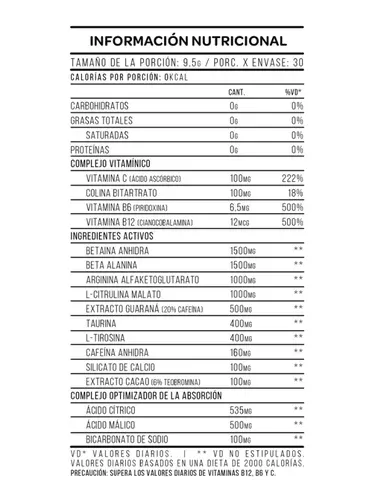 INFORMACIÓN NUTRICIONAL
TAMAÑO DE LA PORCIÓN: 9.5G / PORC. X ENVASE: 30
CALORÍAS POR PORCIÓN: 0KCAL
CANT. %VD*
CARBOHIDRATOS 0G 0%
GRASAS TOTALES 0G 0%
SATURADAS 0G 0%
PROTEÍNAS 0G 0%
COMPLEJO VITAMÍNICO
VITAMINA C (ÁCIDO ASCÓRBICO) 100MG 222%
COLINA BITARTRATO 100MG 18%
VITAMINA B6 (PIRIDOXINA) 6,5MG 500%
VITAMINA B12 (CIANOCOBALAMINA) 12MCG 500%
INGREDIENTES ACTIVOS
BETAINA ANHIDRA 1500MG **
BETA ALANINA 1500MG **
ARGININA ALFAKETOGLUTARATO 1000MG **
L-CITRULINA MALATO 1000MG **
EXTRACTO GUARANÁ (20% CAFEÍNA) 500MG **
TAURINA 400MG **
L-TIROSINA 400MG **
CAFEÍNA ANHIDRA 160MG **
SILICATO DE CALCIO 100MG **
EXTRACTO CACAO (6% TEOBROMINA) 100MG **
COMPLEJO OPTIMIZADOR DE LA ABSORCIÓN
ÁCIDO CÍTRICO 535MG **
ÁCIDO MÁLICO 500MG **
BICARBONATO DE SODIO 100MG **
VD* VALORES DIARIOS. | ** VD NO ESTIPULADOS.
VALORES DIARIOS BASADOS EN UNA DIETA DE 2000 CALORÍAS.
PRECAUCIÓN: SUPERA LOS VALORES DIARIOS DE VITAMINAS B12, B6 Y C.